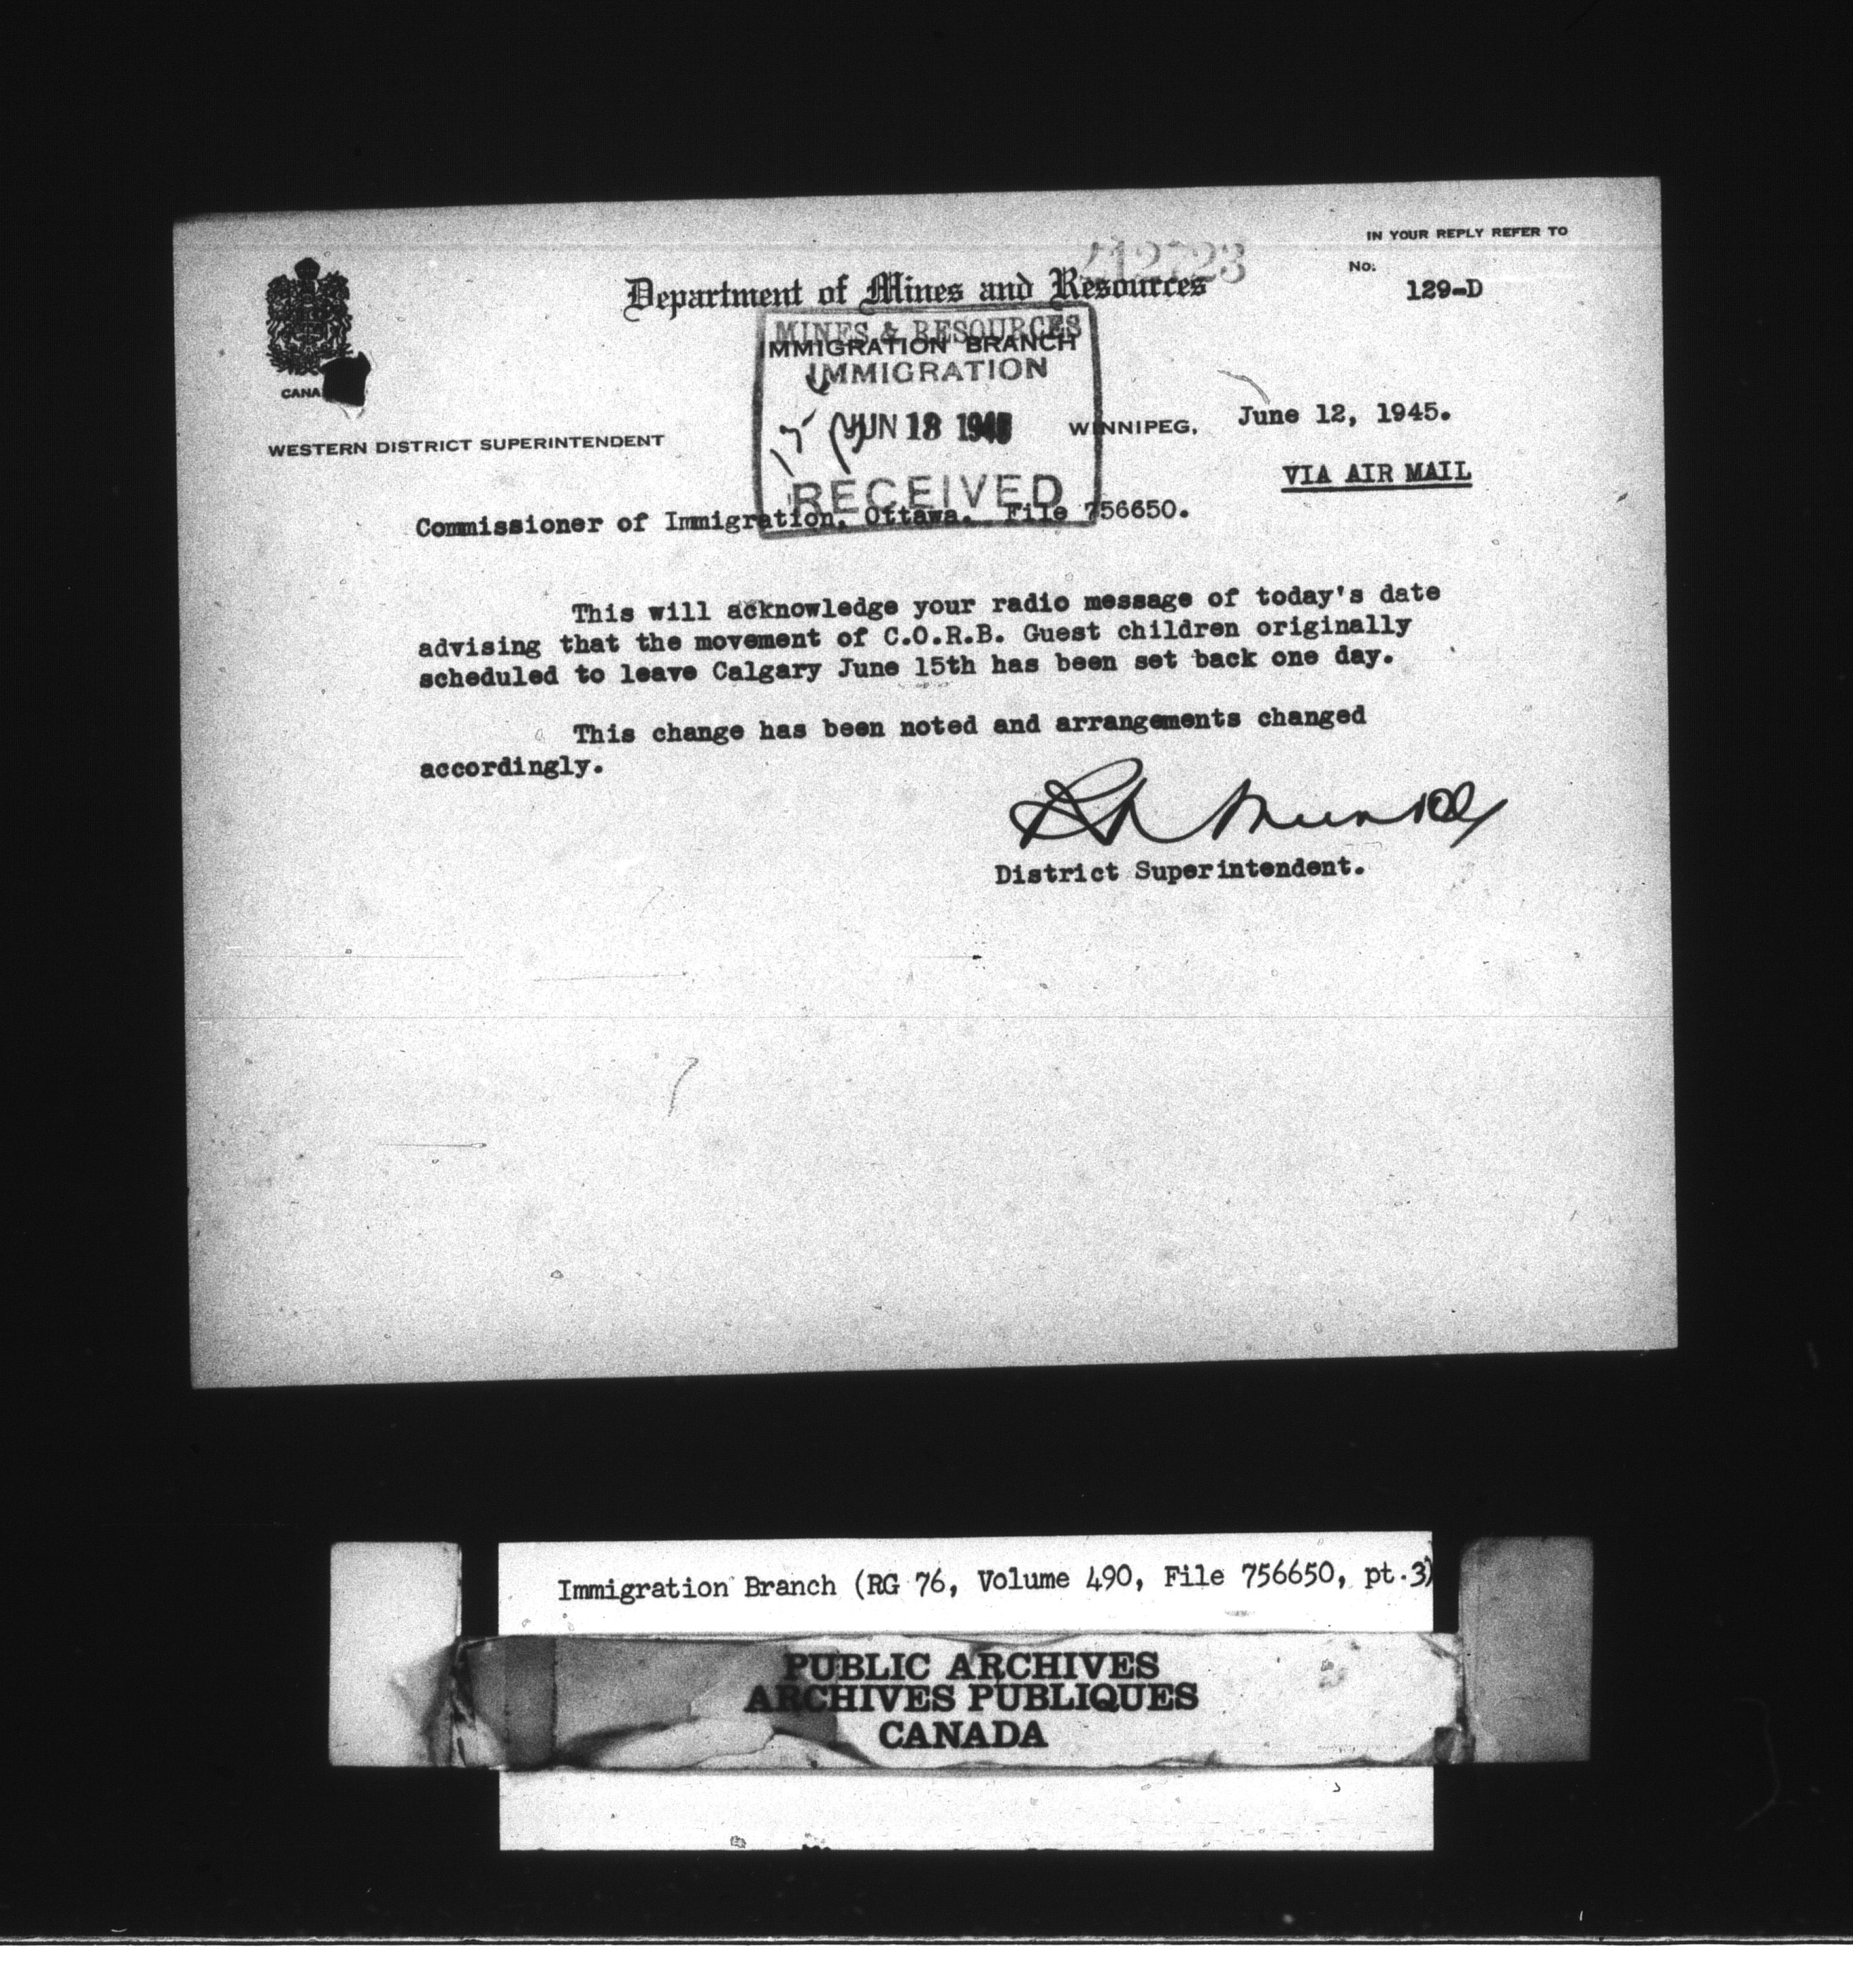 IN YOUR REPLY REFER TO
No.
129-D
412723
Department of Mines and Resources
IMMIGRATION BRANCH
MINES & RESOURCES
IMMIGRATION
JUN 13 1945
RECEIVED
CANA
WESTERN DISTRICT SUPERINTENDENT
WINNIPEG, June 12, 1945.
VIA AIR MAIL
Commissioner of Immigration, Ottawa. File 756650.
This will acknowledge your radio message of today's date
advising that the movement of C.O.R.B. Guest children originally
scheduled to leave Calgary June 15th has been set back one day.
This change has been noted and arrangements changed
accordingly.
District Superintendent.
Immigration Branch (RG 76, Volume 490, File 756650, pt.3)
PUBLIC ARCHIVES
ARCHIVES PUBLIQUES
CANADA